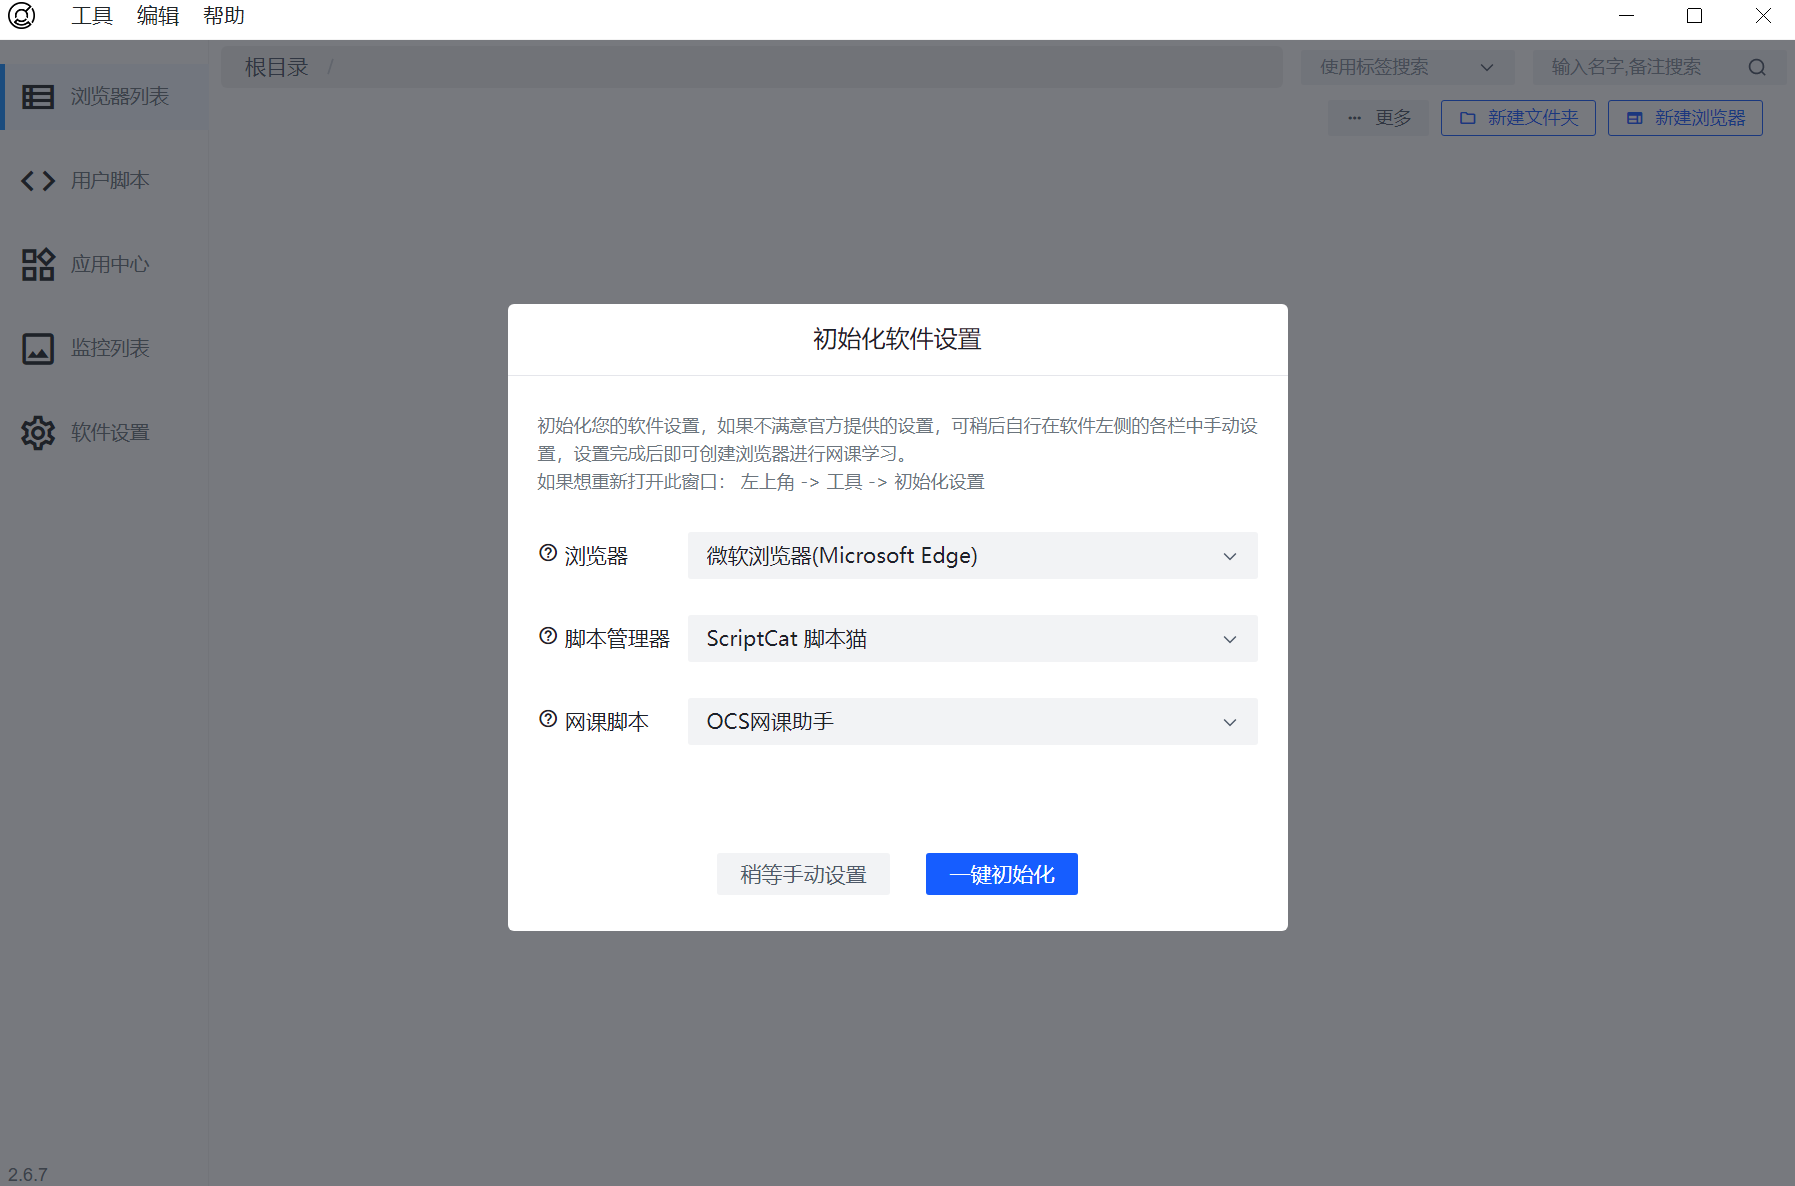 工具 编辑 帮助
根目录 /
使用标签搜索
输入名字,备注搜索
更多
新建文件夹
新建浏览器
浏览器列表
用户脚本
应用中心
监控列表
软件设置
初始化软件设置
初始化您的软件设置，如果不满意官方提供的设置，可稍后自行在软件左侧的各栏中手动设
置，设置完成后即可创建浏览器进行网课学习。
如果想重新打开此窗口： 左上角 -> 工具 -> 初始化设置
浏览器 微软浏览器(Microsoft Edge)
脚本管理器 ScriptCat 脚本猫
网课脚本 OCS网课助手
稍等手动设置 一键初始化
2.6.7